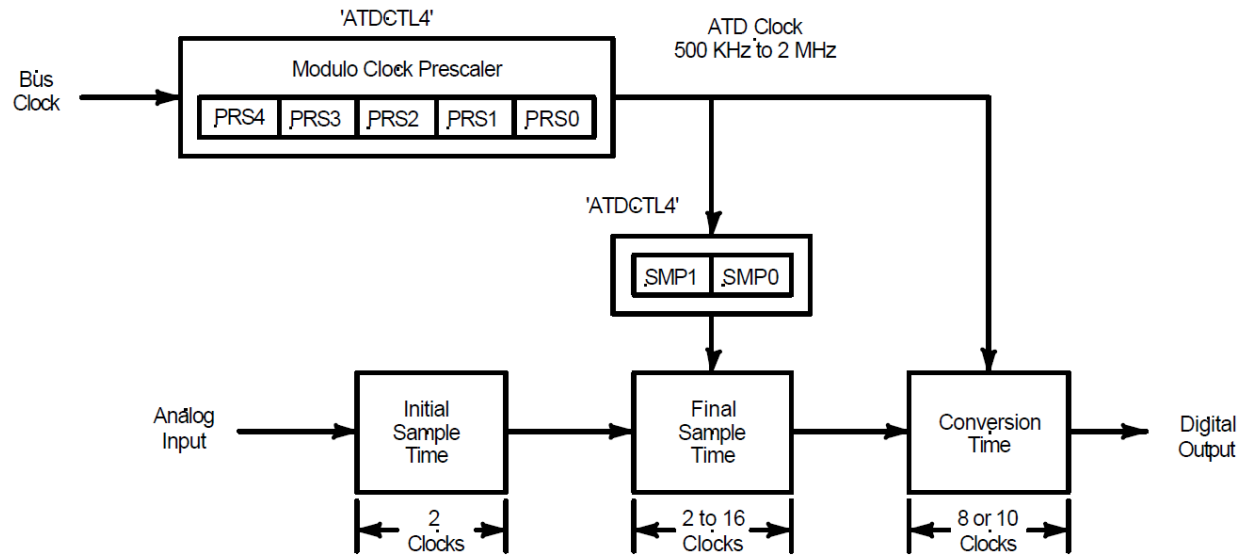 'ATDCTL4'
ATD Clock
500 KHz to 2 MHz
Bus
Clock
Modulo Clock Prescaler
PRS4 PRS3 PRS2 PRS1 PRS0
'ATDCTL4'
SMP1 SMP0
Analog
Input
Initial
Sample
Time
Final
Sample
Time
Conversion
Time
Digital
Output
2
Clocks
2 to 16
Clocks
8 or 10
Clocks